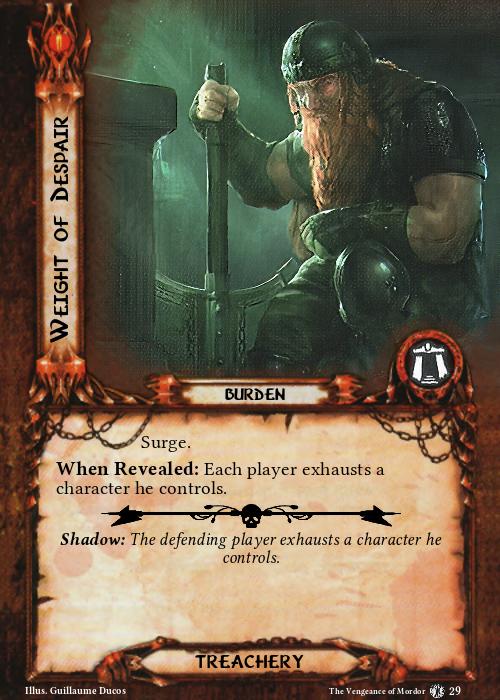 WEIGHT OF DESPAIR
BURDEN
Surge.
When Revealed: Each player exhausts a
character he controls.
Shadow: The defending player exhausts a character he
controls.
TREACHERY
Illus. Guillaume Ducos
The Vengeance of Mordor 29